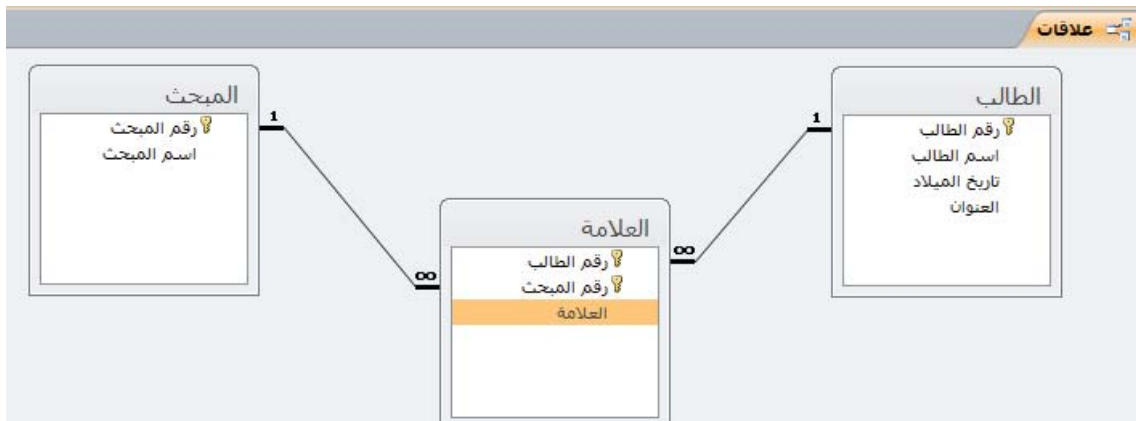 علاقات
الطالب
رقم الطالب
اسم الطالب
تاريخ الميلاد
العنوان
1
∞
العلامة
رقم الطالب
رقم المبحث
العلامة
∞
1
المبحث
رقم المبحث
اسم المبحث